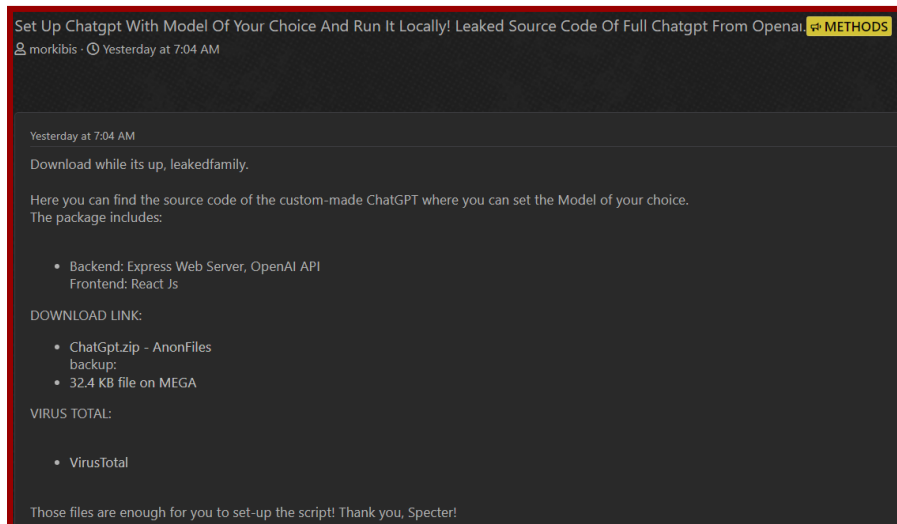 Set Up Chatgpt With Model Of Your Choice And Run It Locally! Leaked Source Code Of Full Chatgpt From Openai. METHODS
morkibis · Yesterday at 7:04 AM
Yesterday at 7:04 AM
Download while its up, leakedfamily.
Here you can find the source code of the custom-made ChatGPT where you can set the Model of your choice.
The package includes:
• Backend: Express Web Server, OpenAI API
Frontend: React Js
DOWNLOAD LINK:
• ChatGpt.zip - AnonFiles
backup:
• 32.4 KB file on MEGA
VIRUS TOTAL:
• VirusTotal
Those files are enough for you to set-up the script! Thank you, Specter!